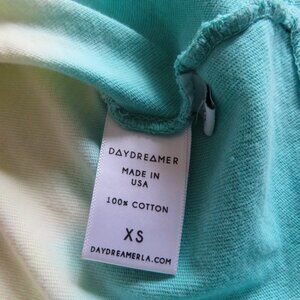 DAYDREAMER
MADE IN
USA
100% COTTON
XS
DAYDREAMERLA.COM